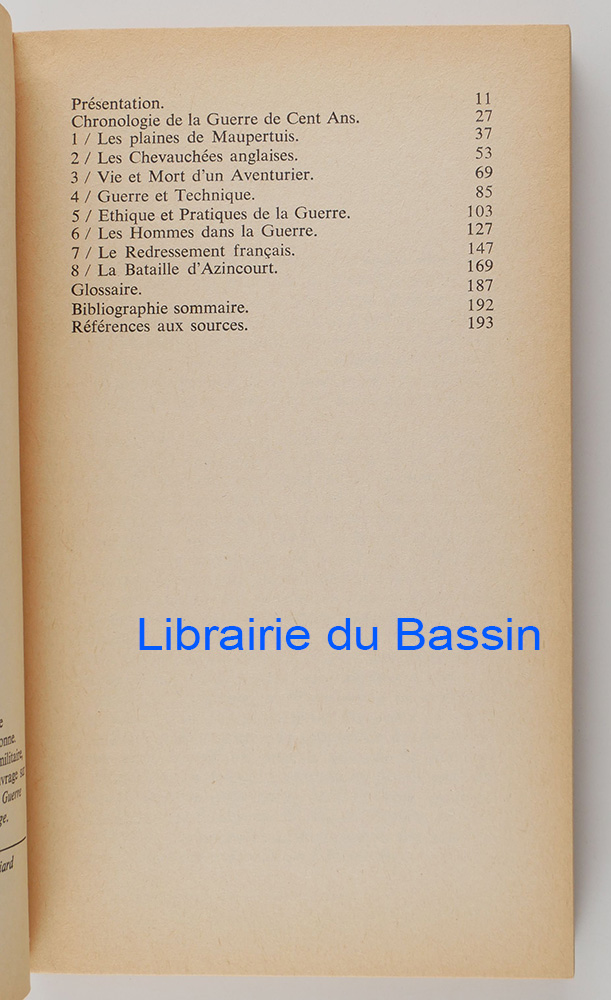 Présentation. 11
Chronologie de la Guerre de Cent Ans. 27
1 / Les plaines de Maupertuis. 37
2 / Les Chevauchées anglaises. 53
3 / Vie et Mort d'un Aventurier. 69
4 / Guerre et Technique. 85
5 / Ethique et Pratiques de la Guerre. 103
6 / Les Hommes dans la Guerre. 127
7 / Le Redressement français. 147
8 / La Bataille d'Azincourt. 169
Glossaire. 187
Bibliographie sommaire. 192
Références aux sources. 193
Librairie du Bassin
militaire,
Guerre